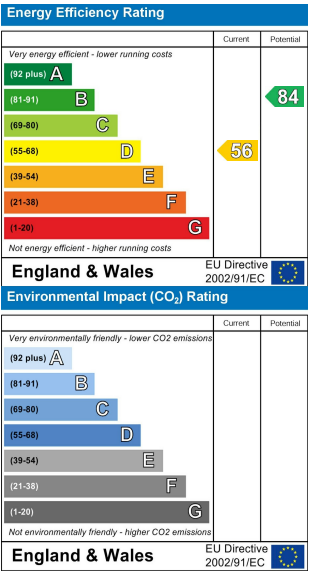 Energy Efficiency Rating
Current Potential
Very energy efficient - lower running costs
(92 plus) A
(81-91) B
84
(69-80) C
(55-68) D
56
(39-54) E
(21-38) F
(1-20) G
Not energy efficient - higher running costs
England & Wales
EU Directive
2002/91/EC
Environmental Impact (CO₂) Rating
Current Potential
Very environmentally friendly - lower CO2 emissions
(92 plus) A
(81-91) B
(69-80) C
(55-68) D
(39-54) E
(21-38) F
(1-20) G
Not environmentally friendly - higher CO2 emissions
England & Wales
EU Directive
2002/91/EC